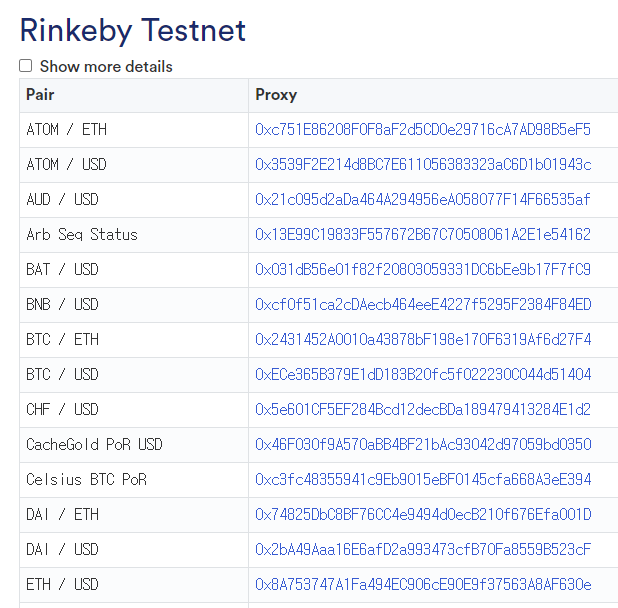 Rinkeby Testnet
Show more details
Pair Proxy
ATOM / ETH 0xc751E86208F0F8aF2d5CD0e29716cA7AD98B5eF5
ATOM / USD 0x3539F2E214d8BC7E611056383323aC6D1b01943c
AUD / USD 0x21c095d2aDa464A294956eA058077F14F66535af
Arb Seq Status 0x13E99C19833F557672B67C70508061A2E1e54162
BAT / USD 0x031dB56e01f82f20803059331DC6bEe9b17F7fC9
BNB / USD 0xcf0f51ca2cDAecb464eeE4227f5295F2384F84ED
BTC / ETH 0x2431452A0010a43878bF198e170F6319Af6d27F4
BTC / USD 0xECe365B379E1dD183B20fc5f022230C044d51404
CHF / USD 0x5e601CF5EF284Bcd12decBDa189479413284E1d2
CacheGold PoR USD 0x46F030f9A570aBB4BF21bAc93042d97059bd0350
Celsius BTC PoR 0xc3fc48355941c9Eb9015eBF0145cfa668A3eE394
DAI / ETH 0x74825DbC8BF76CC4e9494d0ecB210f676Efa001D
DAI / USD 0x2bA49Aaa16E6afD2a993473cfB70Fa8559B523cF
ETH / USD 0x8A753747A1Fa494EC906cE90E9f37563A8AF630e